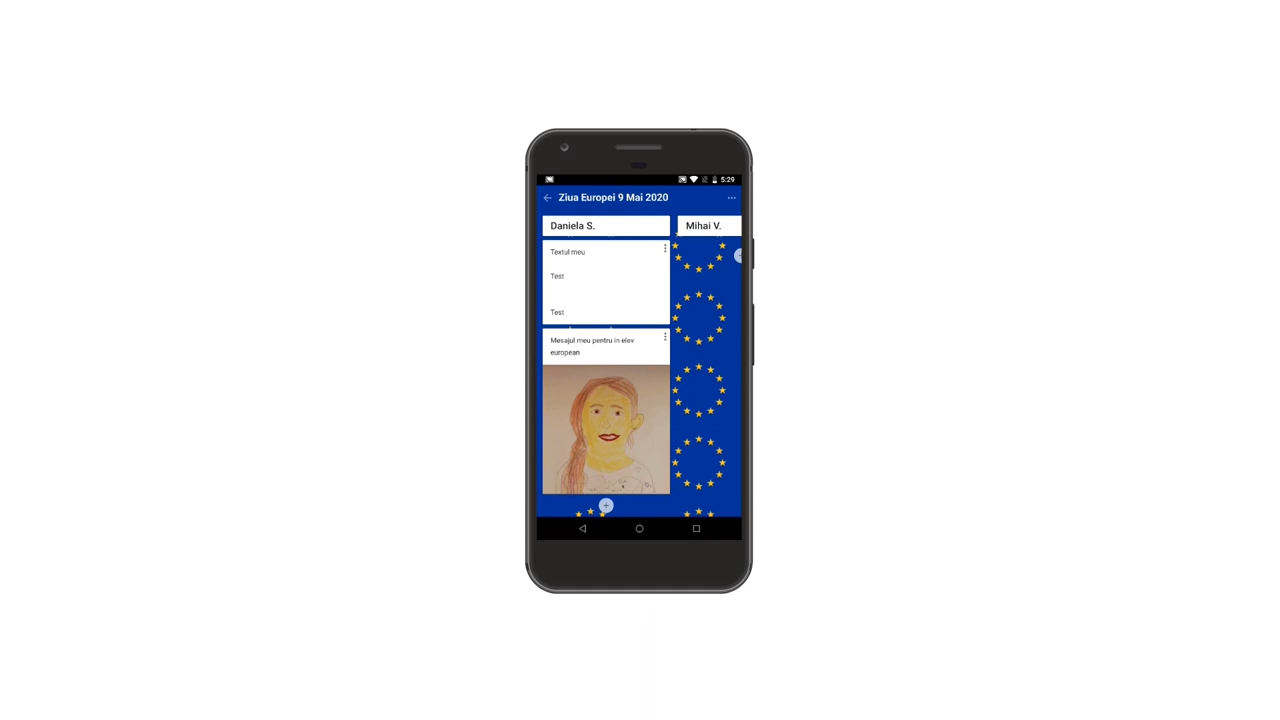 5:29
Ziua Europei 9 Mai 2020
Daniela S.
Mihai V.
Textul meu
Test
Test
Mesajul meu pentru in elev
european